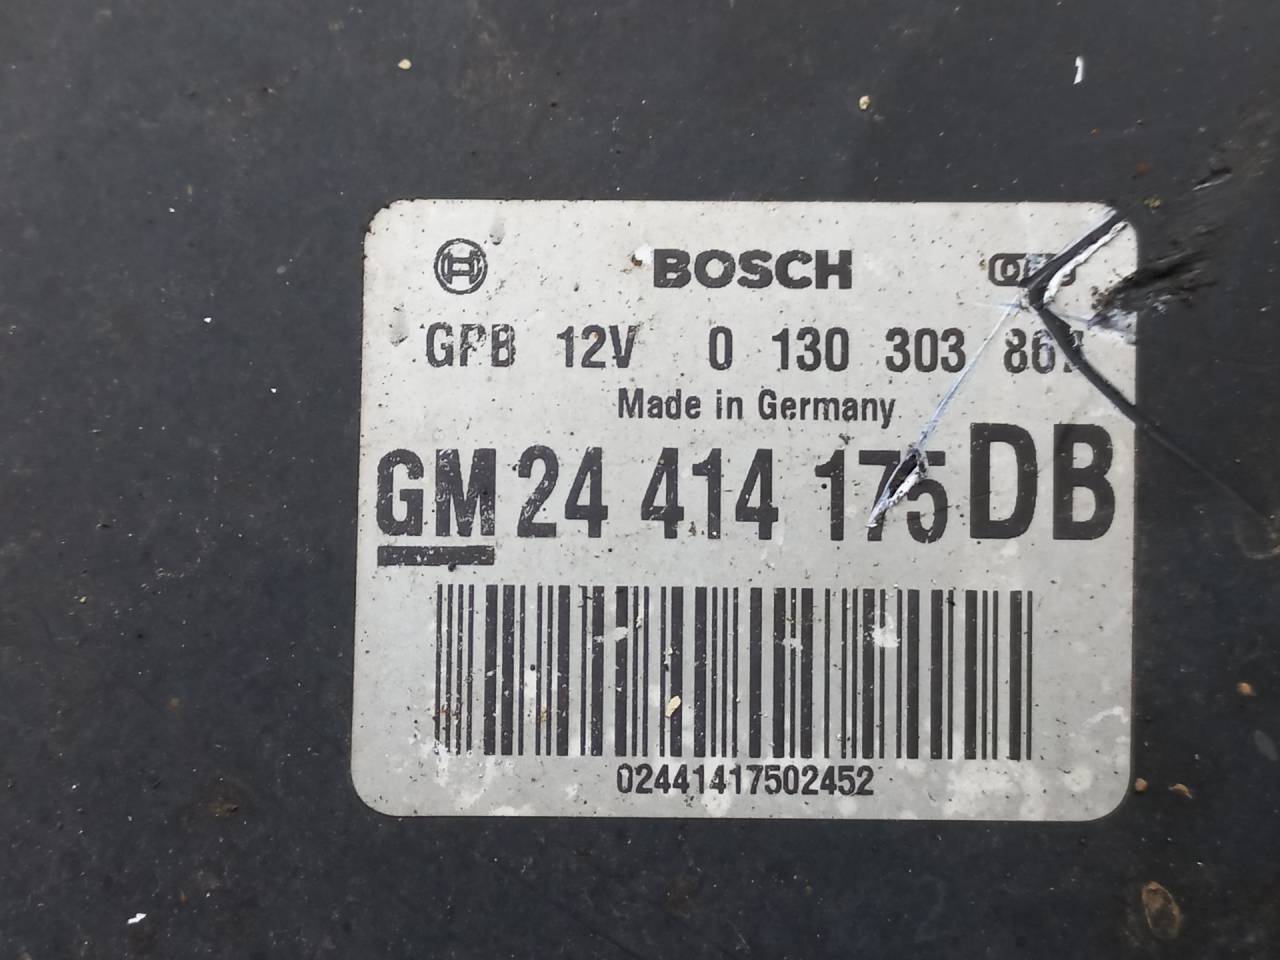 BOSCH
GPB 12V 0 130 303
Made in Germany
GM 24 414 175 DB
02441417502452